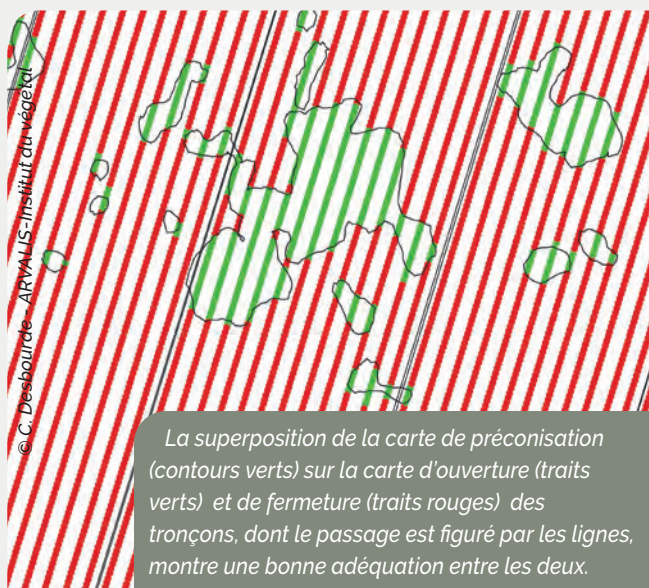 © C. Desbourde - ARVALIS-Institut du végétal
La superposition de la carte de préconisation
(contours verts) sur la carte d'ouverture (traits
verts) et de fermeture (traits rouges) des
tronçons, dont le passage est figuré par les lignes,
montre une bonne adéquation entre les deux.